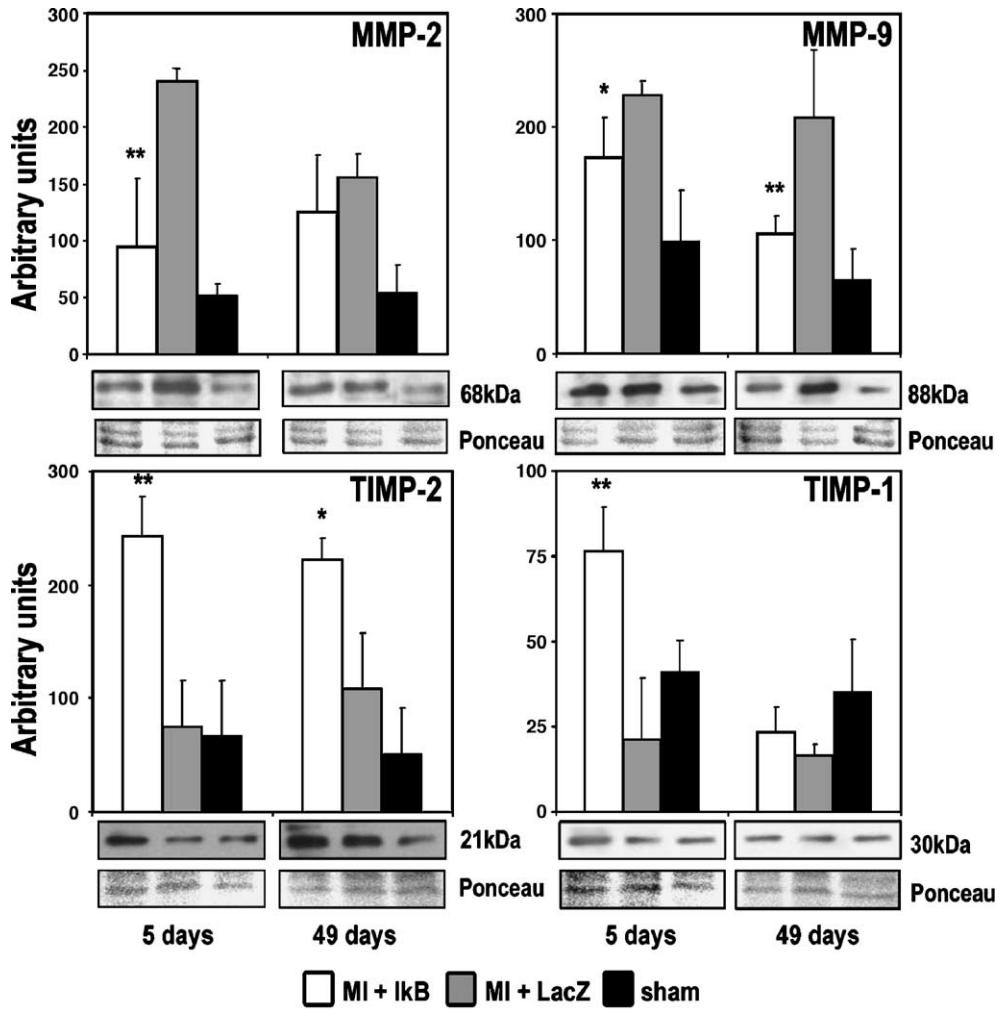 300
250
200
150
100
50
0
Arbitrary units
MMP-2
**
68kDa
Ponceau
300
200
100
0
MMP-9
*
**
88kDa
Ponceau
300
200
100
0
Arbitrary units
TIMP-2
**
*
21kDa
Ponceau
5 days
49 days
100
75
50
25
0
TIMP-1
**
30kDa
Ponceau
5 days
49 days
MI + IkB
MI + LacZ
sham